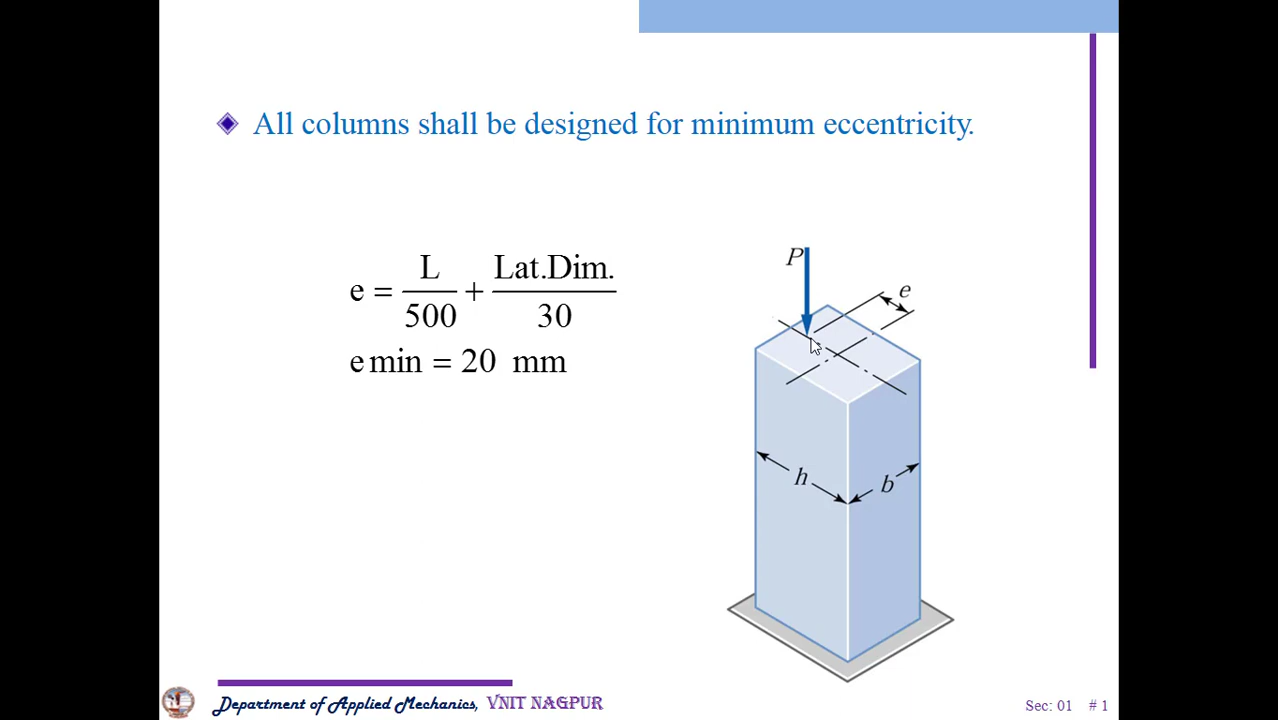 All columns shall be designed for minimum eccentricity.
e = L/500 + Lat.Dim./30
e min = 20 mm
P
e
h
b
Department of Applied Mechanics, VNIT NAGPUR
Sec: 01 # 1